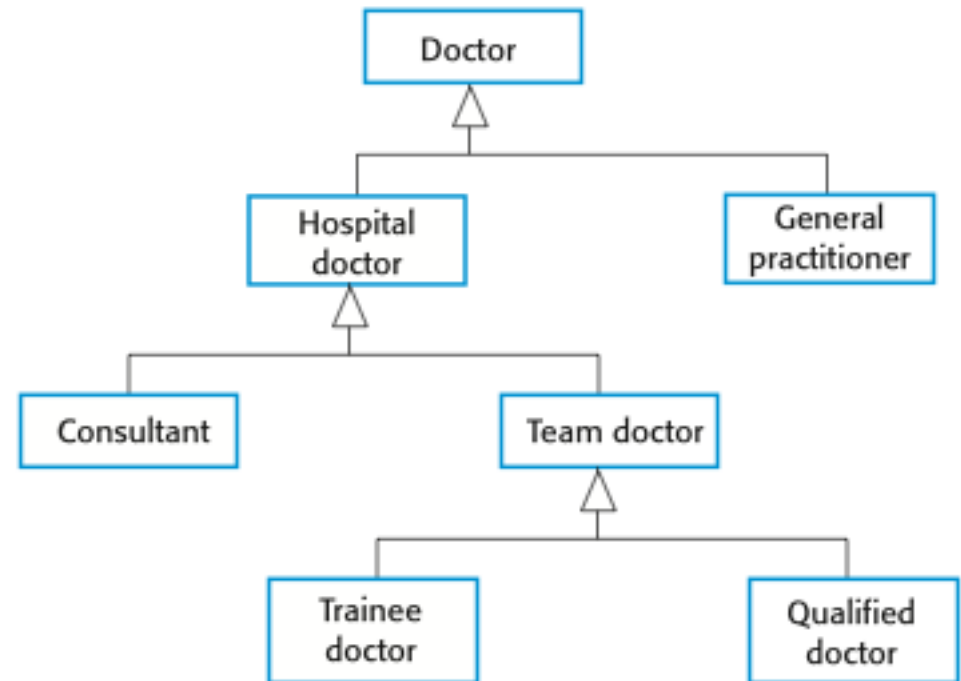 Doctor
Hospital
doctor
General
practitioner
Consultant
Team doctor
Trainee
doctor
Qualified
doctor